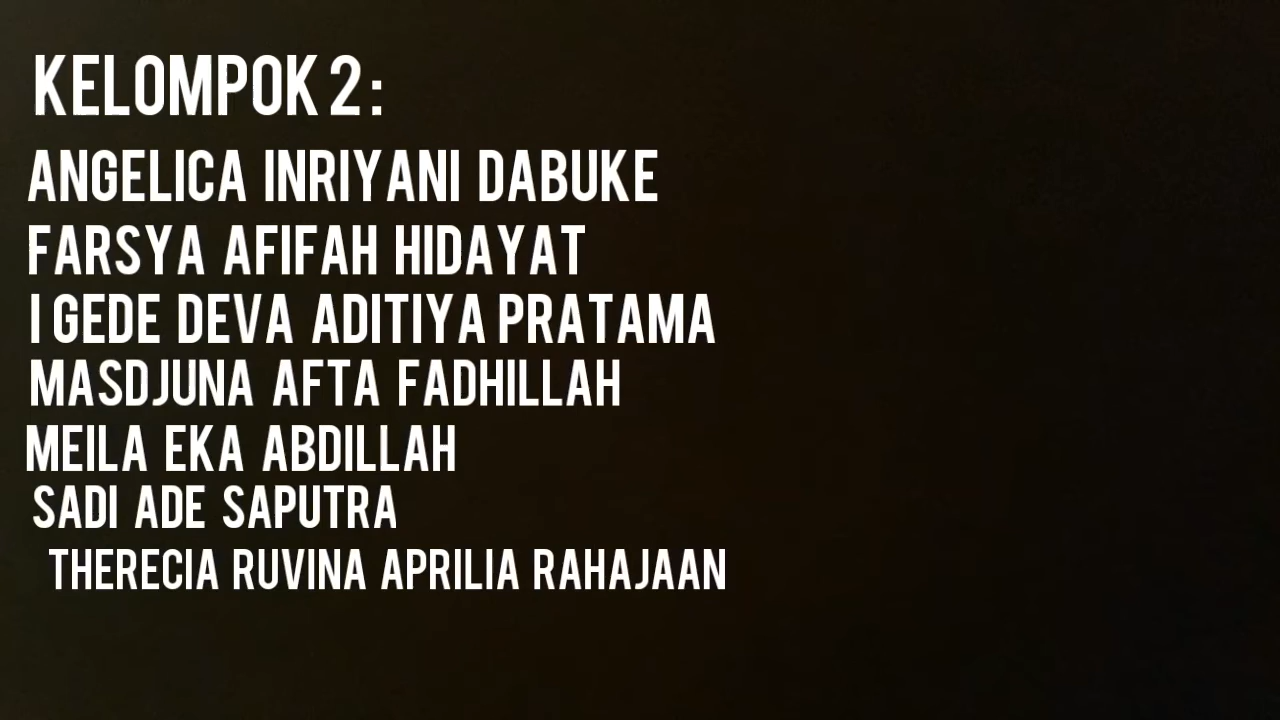 KELOMPOK 2 :
ANGELICA INRIYANI DABUKE
FARSYA AFIFAH HIDAYAT
I GEDE DEVA ADITIYA PRATAMA
MASDJUNA AFTA FADHILLAH
MEILA EKA ABDILLAH
SADI ADE SAPUTRA
THERECIA RUVINA APRILIA RAHAJAAN